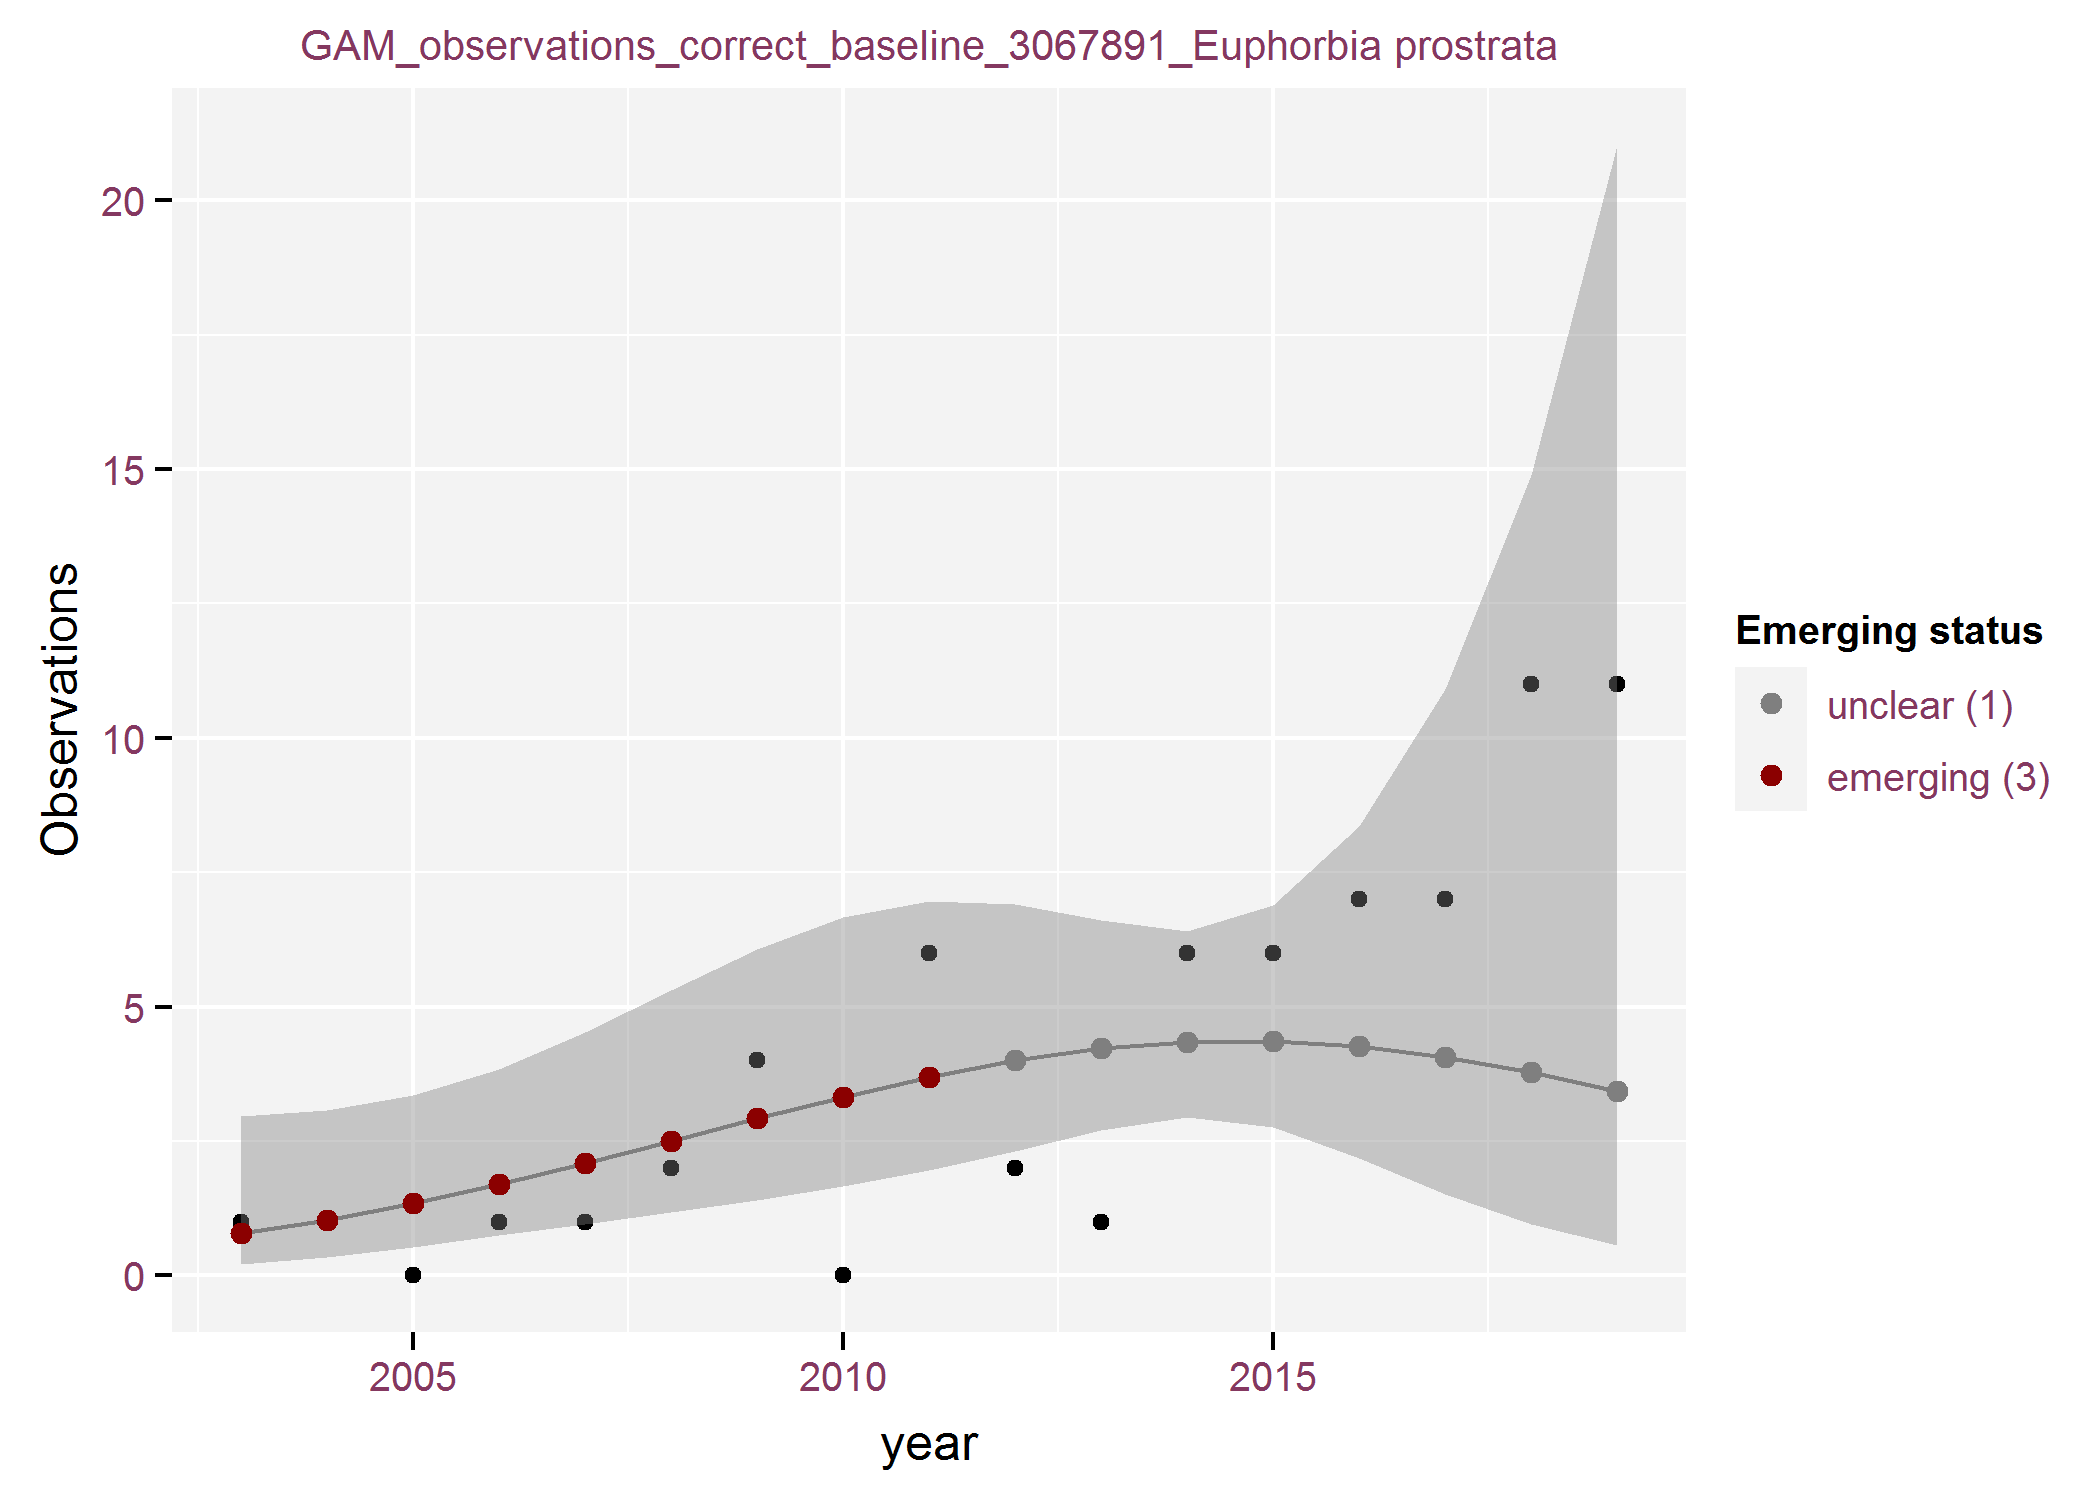 GAM_observations_correct_baseline_3067891_Euphorbia prostrata
Observations
20
15
10
5
0
2005 2010 2015
year
Emerging status
unclear (1)
emerging (3)